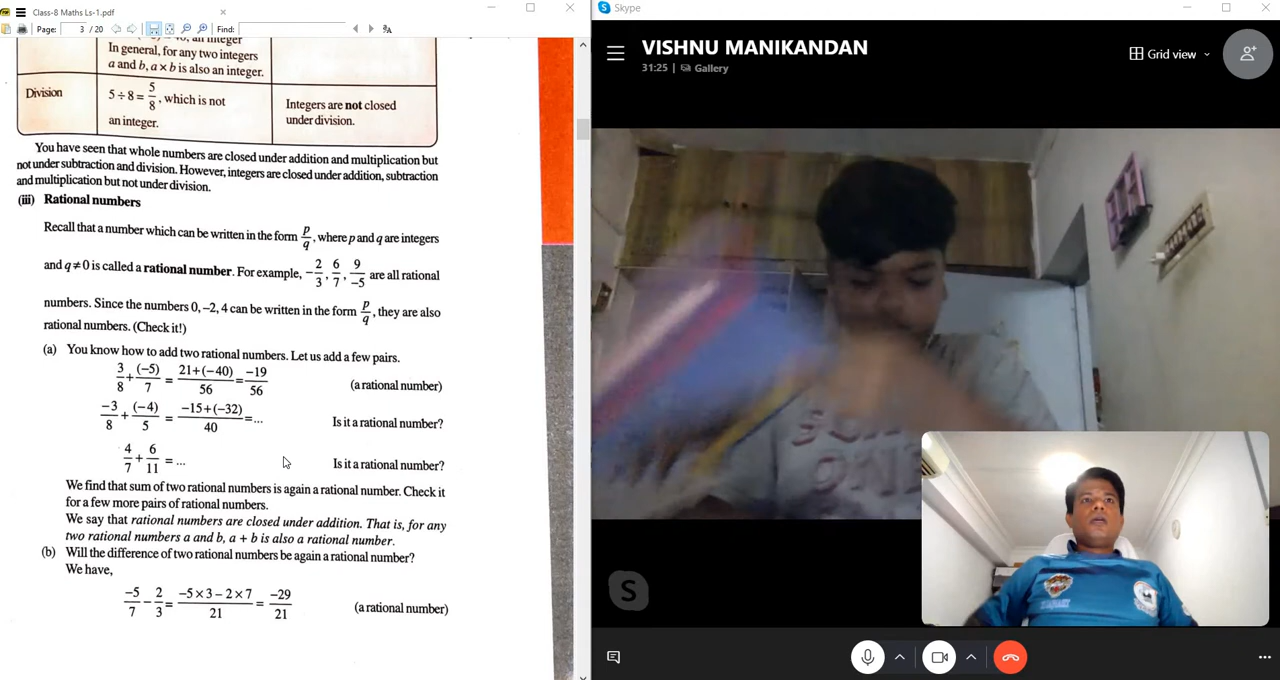 Class-8 Maths Ls-1.pdf
Page: 3 / 20 Find:
In general, for any two integers
a and b, a × b is also an integer.
Division
5 ÷ 8 = 5/8, which is not
an integer.
Integers are not closed
under division.
You have seen that whole numbers are closed under addition and multiplication but
not under subtraction and division. However, integers are closed under addition, subtraction
and multiplication but not under division.
(iii) Rational numbers
Recall that a number which can be written in the form p/q, where p and q are integers
and q ≠ 0 is called a rational number. For example, -2/3, 6/7, 9/-5 are all rational
numbers. Since the numbers 0, –2, 4 can be written in the form p/q, they are also
rational numbers. (Check it!)
(a) You know how to add two rational numbers. Let us add a few pairs.
3/8 + (-5)/7 = 21+(-40)/56 = -19/56 (a rational number)
-3/8 + (-4)/5 = -15+(-32)/40 = ... Is it a rational number?
4/7 + 6/11 = ... Is it a rational number?
We find that sum of two rational numbers is again a rational number. Check it
for a few more pairs of rational numbers.
We say that rational numbers are closed under addition. That is, for any
two rational numbers a and b, a + b is also a rational number.
(b) Will the difference of two rational numbers be again a rational number?
We have,
-5/7 - 2/3 = -5×3 – 2×7/21 = -29/21 (a rational number)
Skype
VISHNU MANIKANDAN
31:25 | Gallery
Grid view
S